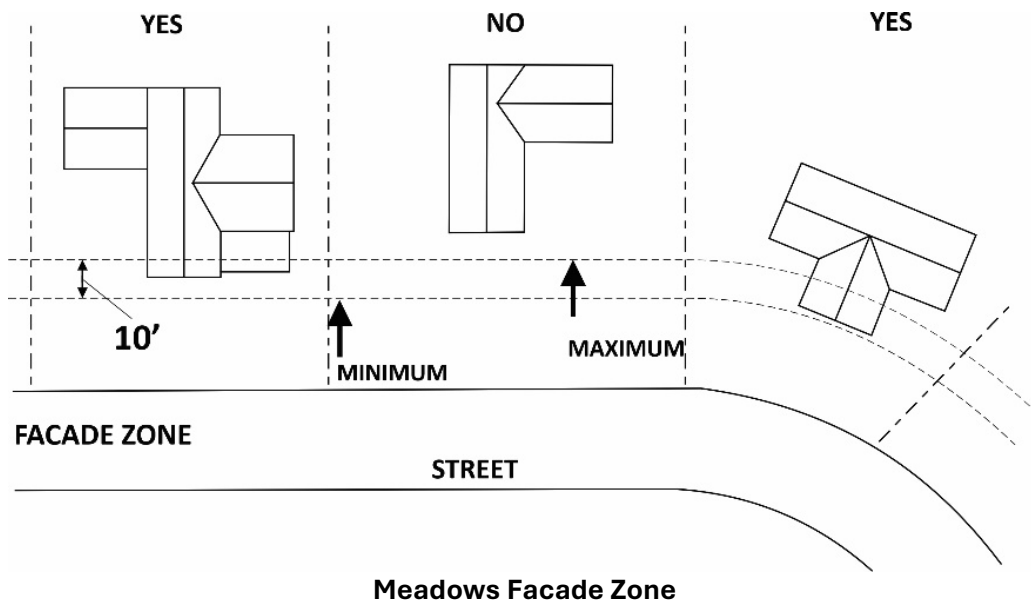 YES
NO
YES
10’
MINIMUM
MAXIMUM
FACADE ZONE
STREET
Meadows Facade Zone